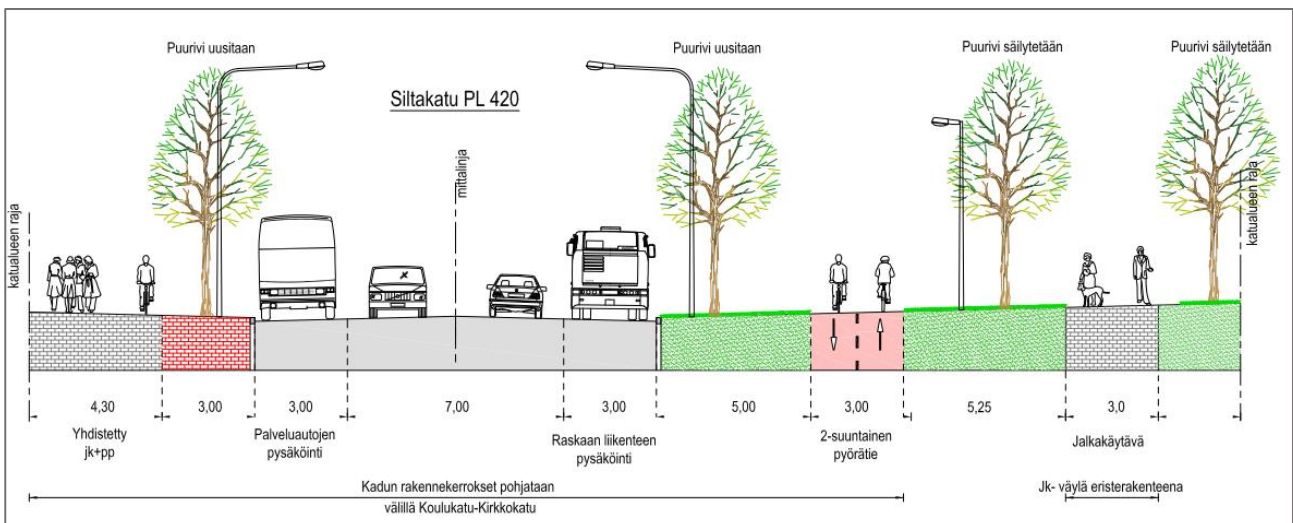 Puurivi uusitaan
Puurivi uusitaan
Puurivi säilytetään
Puurivi säilytetään
Siltakatu PL 420
mittalinja
katualueen raja
katualueen raja
4,30
3,00
3,00
7,00
3,00
5,00
3,00
5,25
3,0
Yhdistetty
jk+pp
Palveluautojen
pysäköinti
Raskaan liikenteen
pysäköinti
2-suuntainen
pyörätie
Jalkakäytävä
Kadun rakennekerrokset pohjataan
välillä Koulukatu-Kirkkokatu
Jk- väylä eristerakenteena